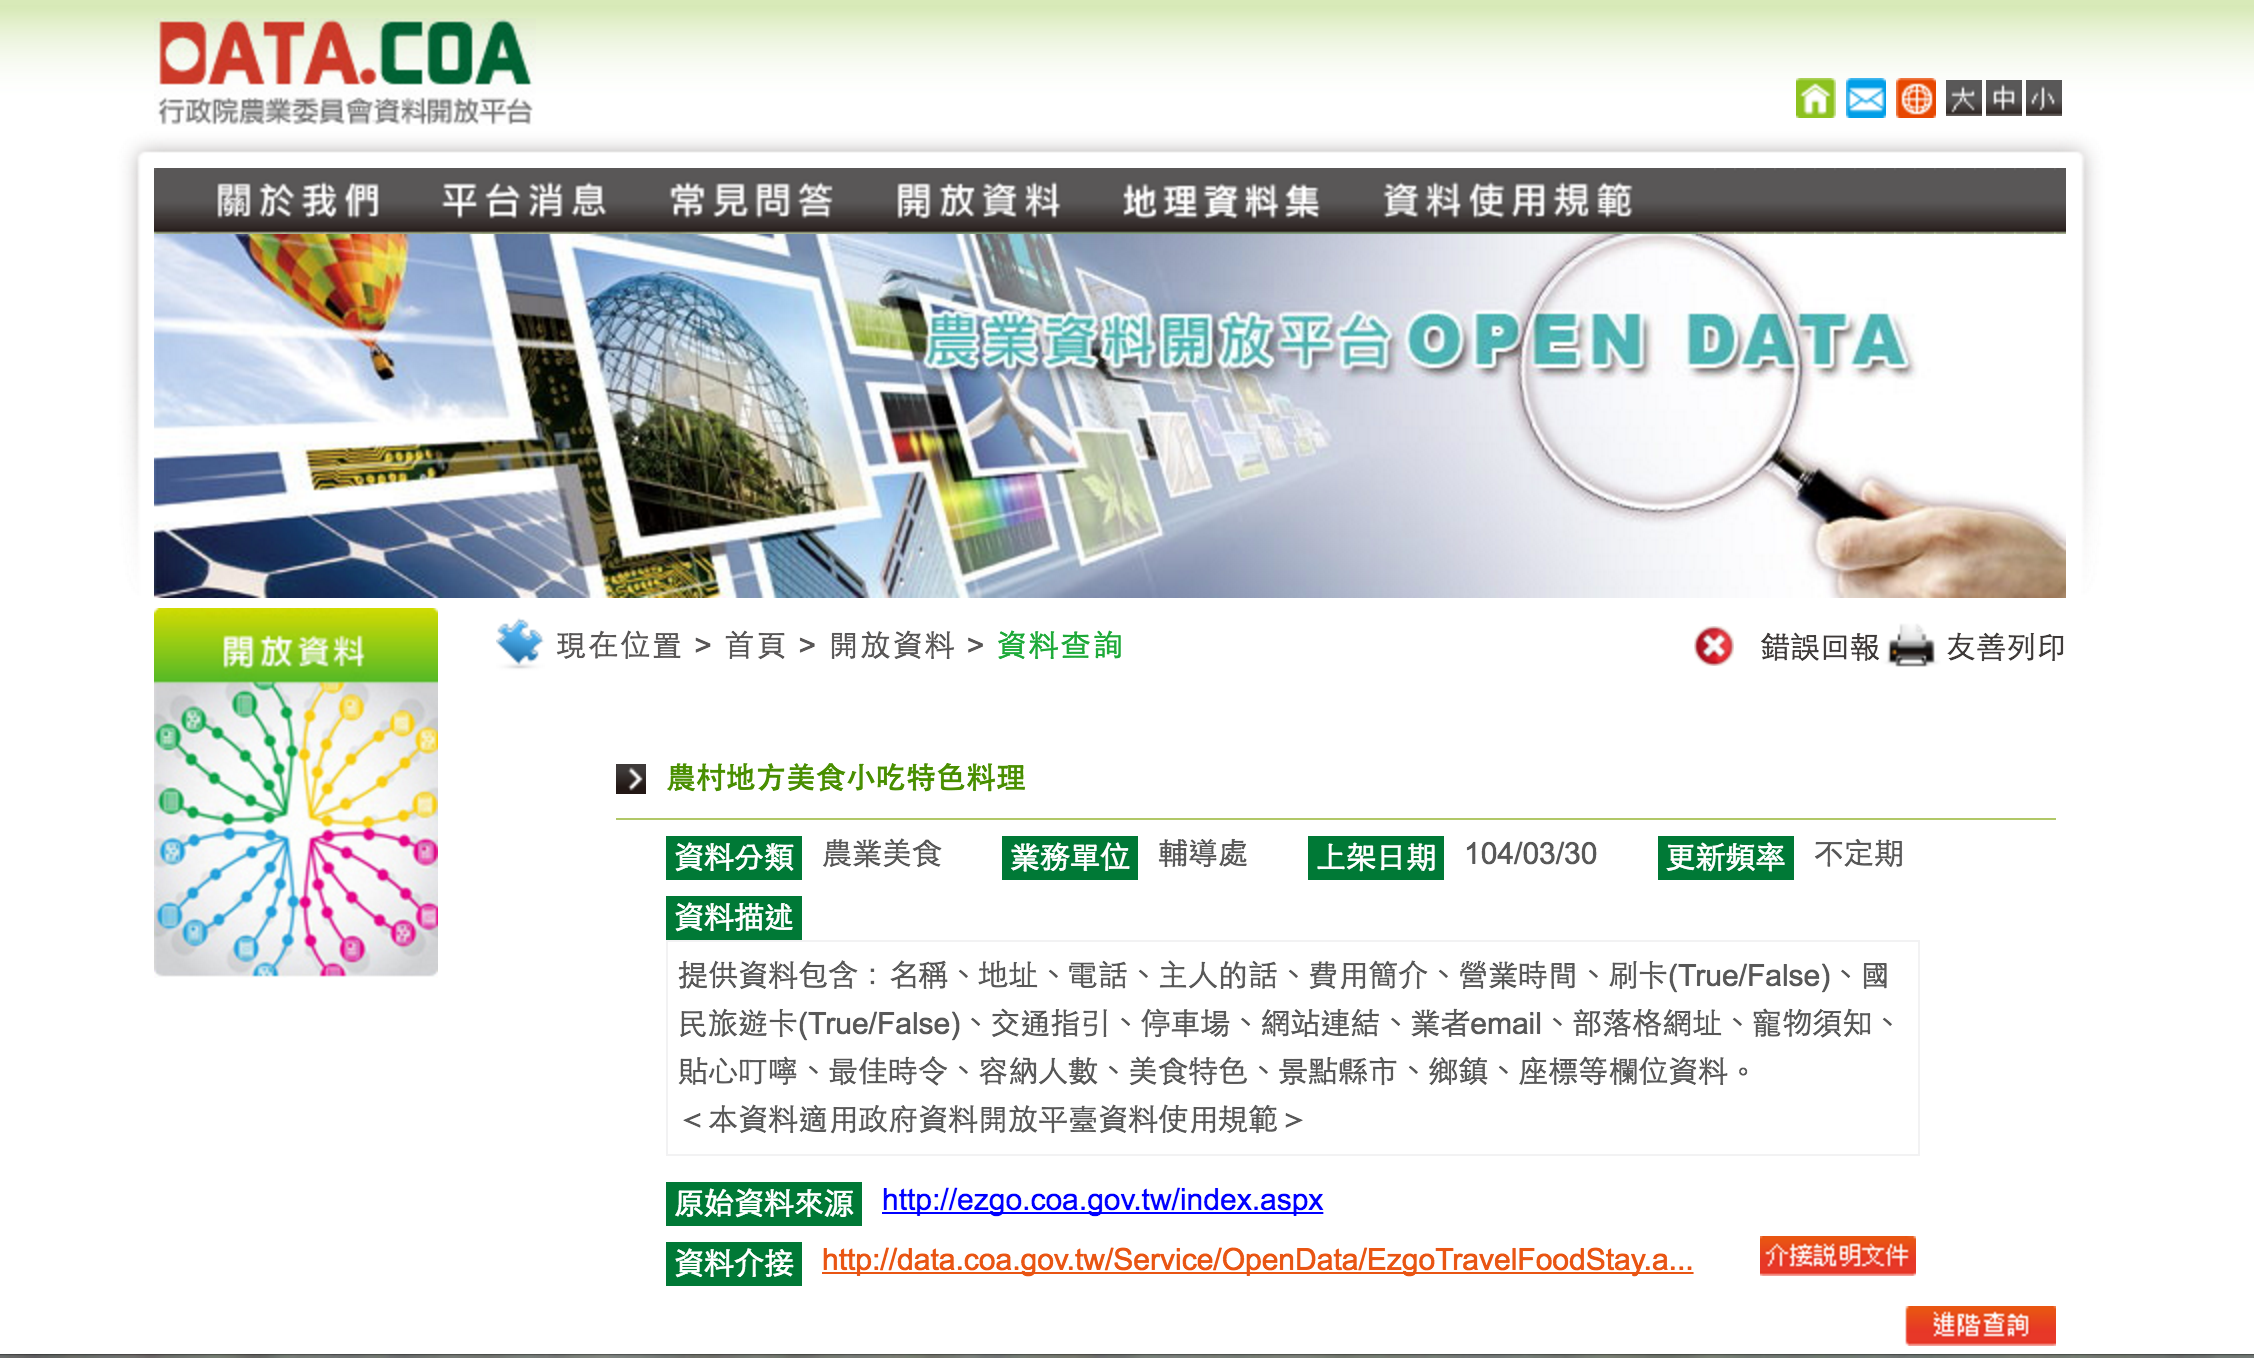 DATA.COA
行政院農業委員會資料開放平台
大 中 小
關於我們 平台消息 常見問答 開放資料 地理資料集 資料使用規範
農業資料開放平台 OPEN DATA
開放資料
現在位置 > 首頁 > 開放資料 > 資料查詢
錯誤回報 友善列印
農村地方美食小吃特色料理
資料分類 農業美食 業務單位 輔導處 上架日期 104/03/30 更新頻率 不定期
資料描述
提供資料包含：名稱、地址、電話、主人的話、費用簡介、營業時間、刷卡(True/False)、國
民旅遊卡(True/False)、交通指引、停車場、網站連結、業者email、部落格網址、寵物須知、
貼心叮嚀、最佳時令、容納人數、美食特色、景點縣市、鄉鎮、座標等欄位資料。
＜本資料適用政府資料開放平臺資料使用規範＞
原始資料來源 http://ezgo.coa.gov.tw/index.aspx
資料介接 http://data.coa.gov.tw/Service/OpenData/EzgoTravelFoodStay.a...
介接說明文件
進階查詢